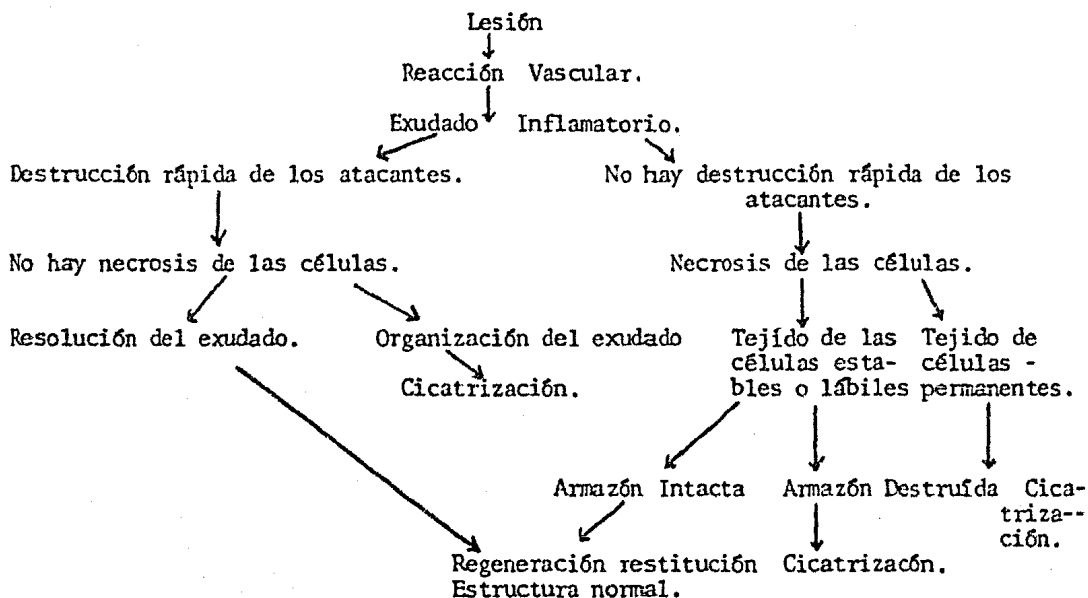 Lesión
Reacción Vascular.
Exudado Inflamatorio.
Destrucción rápida de los atacantes.
No hay destrucción rápida de los
atacantes.
No hay necrosis de las células.
Necrosis de las células.
Resolución del exudado.
Organización del exudado
Cicatrización.
Tejído de las
células esta-
bles o lábiles
Tejido de
células -
permanentes.
Armazón Intacta
Armazón Destruída
Cica-
triza--
ción.
Regeneración restitución
Estructura normal.
Cicatrizacón.